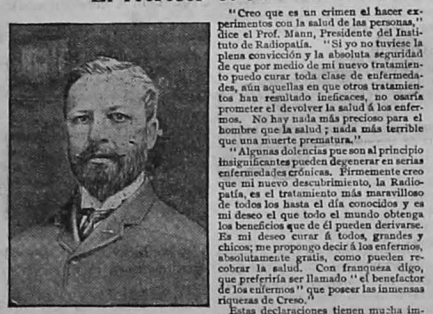 "Creo que es un crimen el hacer ex-
perimentos con la salud de las personas,"
dice el Prof. Mann, Presidente del Insti-
tuto de Radiopatía. "Si yo no tuviese la
plena convicción y la absoluta seguridad
de que por medio de mi nuevo tratamien-
to puedo curar toda clase de enfermeda-
des, aún aquellas en que otros tratamien-
tos han resultado ineficaces, no osaría
prometer el devolver la salud á los enfer-
mos. No hay nada más precioso para el
hombre que la salud; nada más terrible
que una muerte prematura."
"Algunas dolencias pue son al principio
insignificantes pueden degenerar en serias
enfermedades crónicas. Firmemente creo
que mi nuevo descubrimiento, la Radio-
patía, es el tratamiento más maravilloso
de todos los hasta el día conocidos y es
mi deseo el que todo el mundo obtenga
los beneficios que de él pueden derivarse.
Es mi deseo curar á todos, grandes y
chicos; me propongo decir á los enfermos,
absolutamente gratis, como pueden re-
cobrar la salud. Con franqueza digo,
que preferiría ser llamado "el benefactor
de los enfermos" que poseer las inmensas
riquezas de Creso."
Estas declaraciones tienen mucha im-